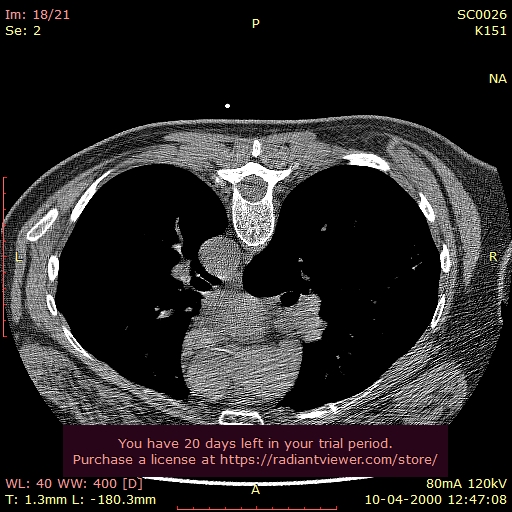 Im: 18/21
Se: 2
P
SC0026
K151
NA
L
R
You have 20 days left in your trial period.
Purchase a license at https://radiantviewer.com/store/
WL: 40 WW: 400 [D]
T: 1.3mm L: -180.3mm
A
80mA 120kV
10-04-2000 12:47:08